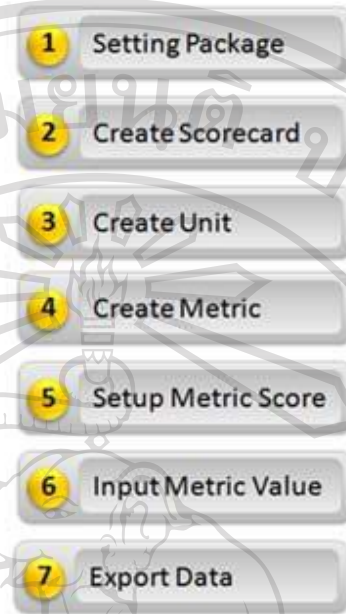 1 Setting Package
2 Create Scorecard
3 Create Unit
4 Create Metric
5 Setup Metric Score
6 Input Metric Value
7 Export Data